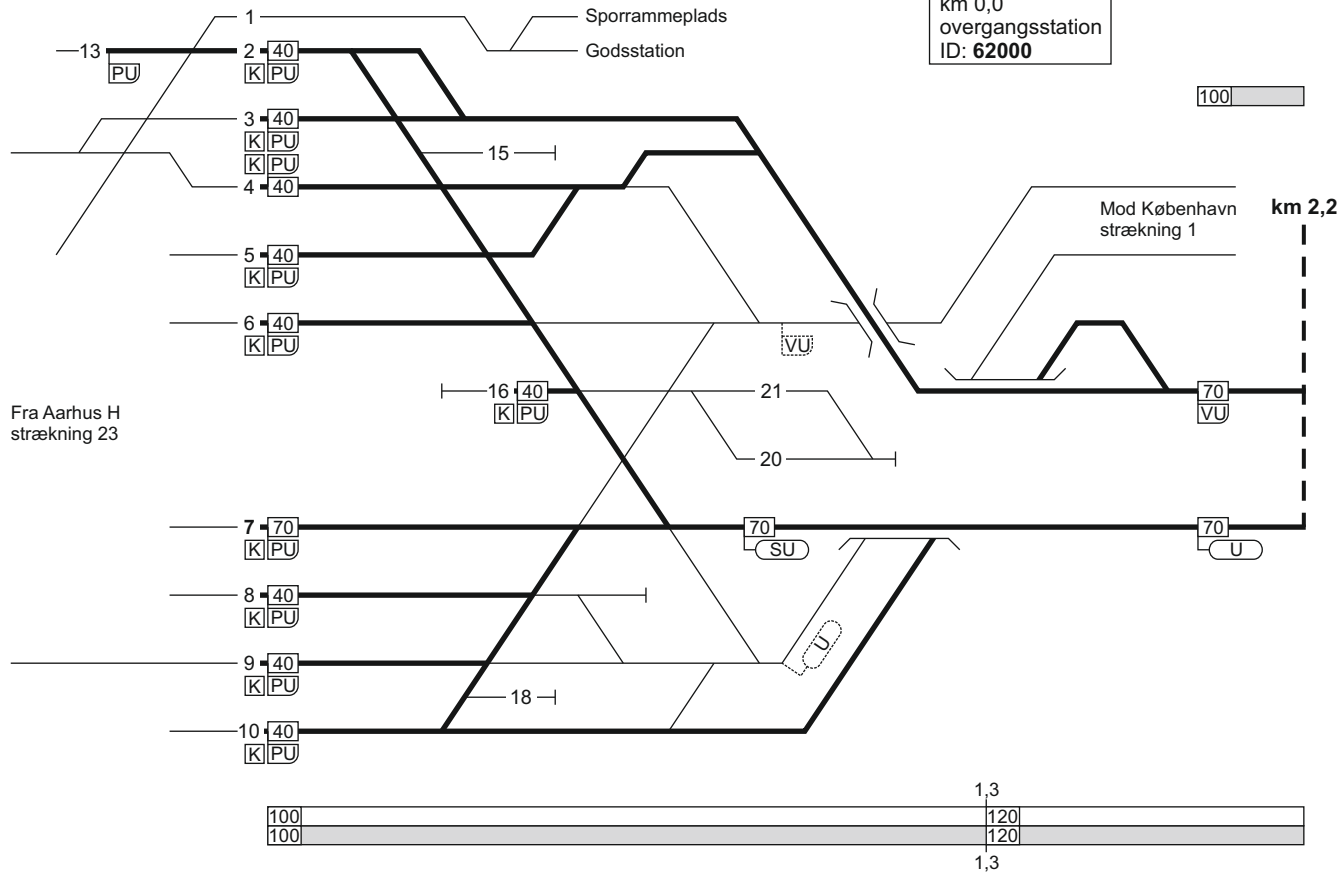 km 0,0
overgangsstation
ID: 62000
1
Sporrammeplads
Godsstation
13
PU
2 40
K PU
100
3 40
K PU
K PU
15
4 40
Mod København
strækning 1
km 2,2
5 40
K PU
6 40
K PU
VU
16 40
K PU
21
70
VU
Fra Aarhus H
strækning 23
20
7 70
K PU
70
SU
70
U
8 40
K PU
U
9 40
K PU
18
10 40
K PU
1,3
100
120
100
120
1,3